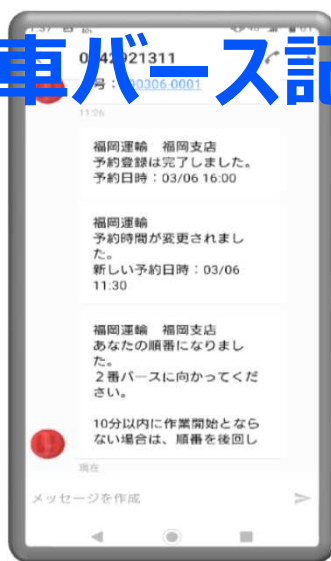 車バース記
11:26
福岡運輸 福岡支店
予約登録は完了しました。
予約日時：03/06 16:00
福岡運輸
予約時間が変更されまし
た。
新しい予約日時：03/06
11:30
福岡運輸 福岡支店
あなたの順番になりまし
た。
２番バースに向かってくだ
さい。
10分以内に作業開始となら
ない場合は、順番を後回し
現在
メッセージを作成